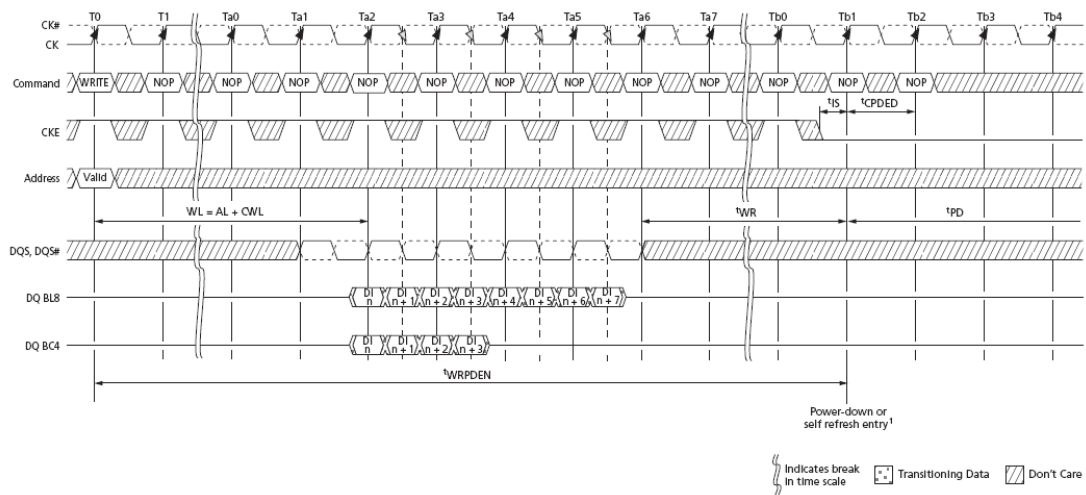 T0 T1 Ta0 Ta1 Ta2 Ta3 Ta4 Ta5 Ta6 Ta7 Tb0 Tb1 Tb2 Tb3 Tb4
CK#
CK
Command WRITE NOP NOP NOP NOP NOP NOP NOP NOP NOP NOP NOP NOP
tIS tCPDED
CKE
Address Valid
WL = AL + CWL tWR tPD
DQS, DQS#
DI DI DI DI DI DI DI DI
DQ BL8 n n + 1 n + 2 n + 3 n + 4 n + 5 n + 6 n + 7
DI DI DI DI
DQ BC4 n n + 1 n + 2 n + 3
tWRPDEN
Power-down or
self refresh entry1
Indicates break
in time scale
Transitioning Data
Don't Care